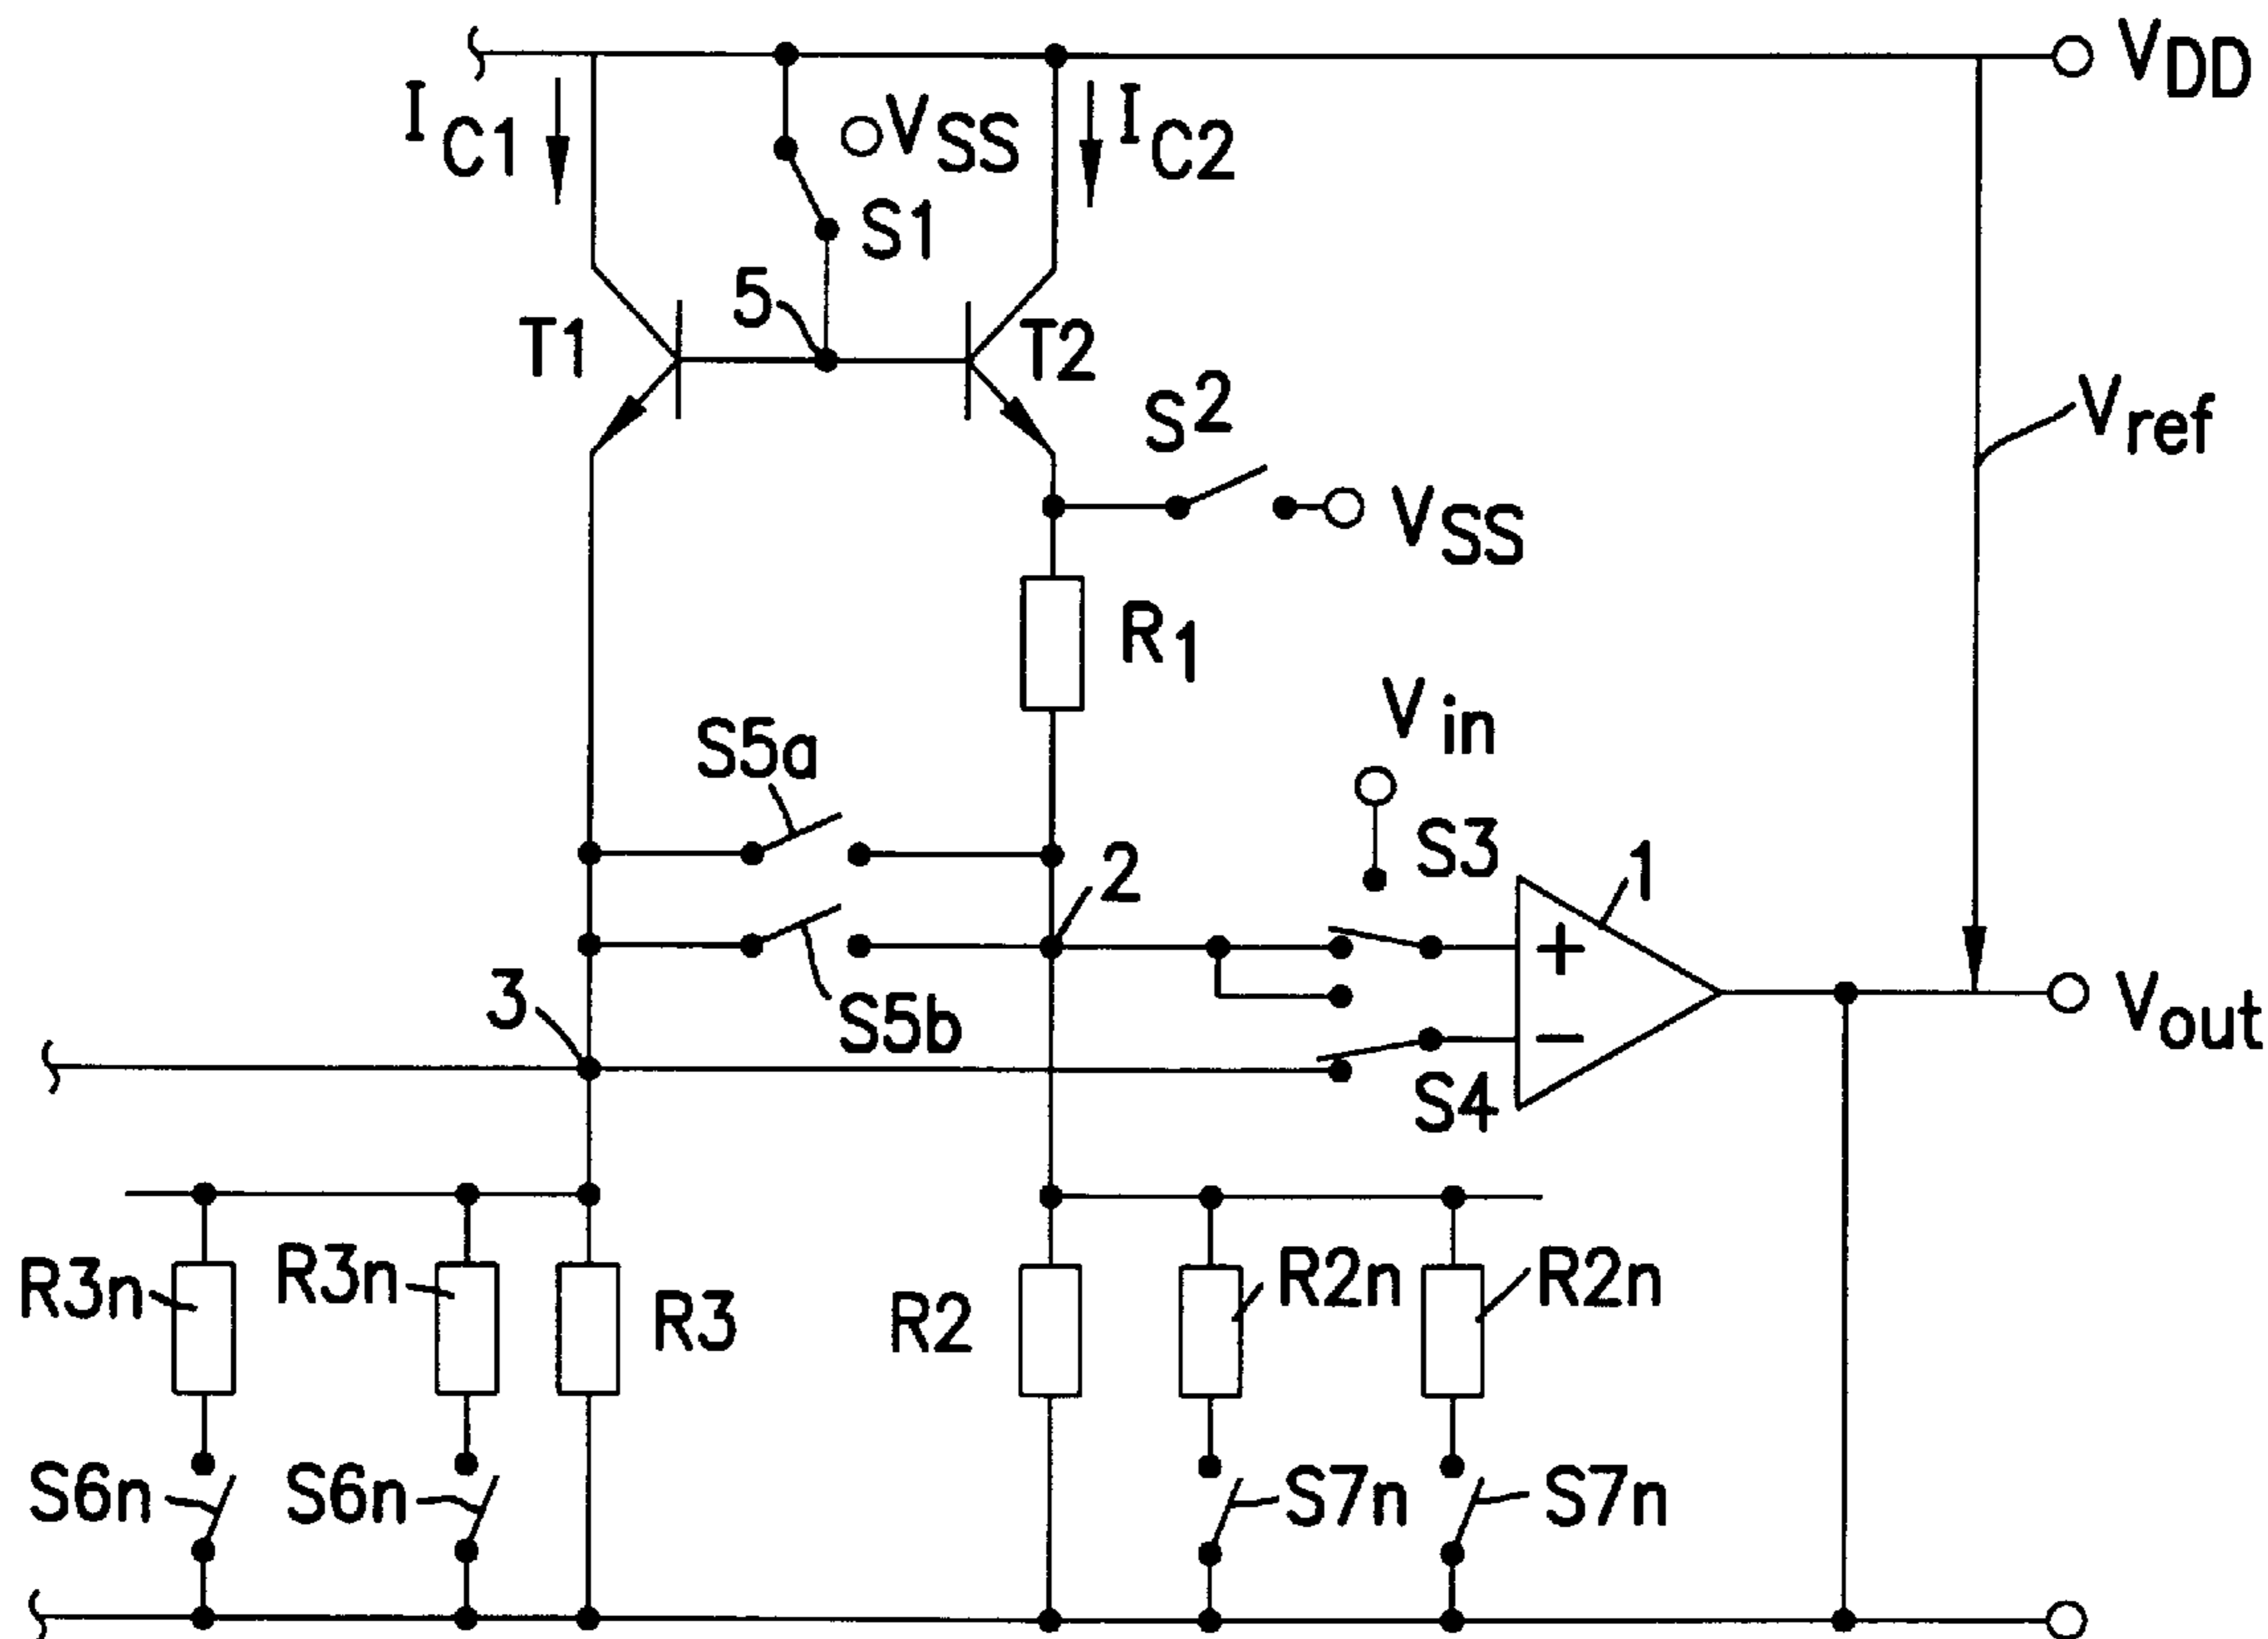 VDD
IC1
VSS
IC2
S1
5
T1
T2
S2
Vref
VSS
R1
Vin
S5a
S3
1
2
+
3
S5b
Vout
−
S4
R3n
R3n
R3
R2
R2n
R2n
S6n
S6n
S7n
S7n